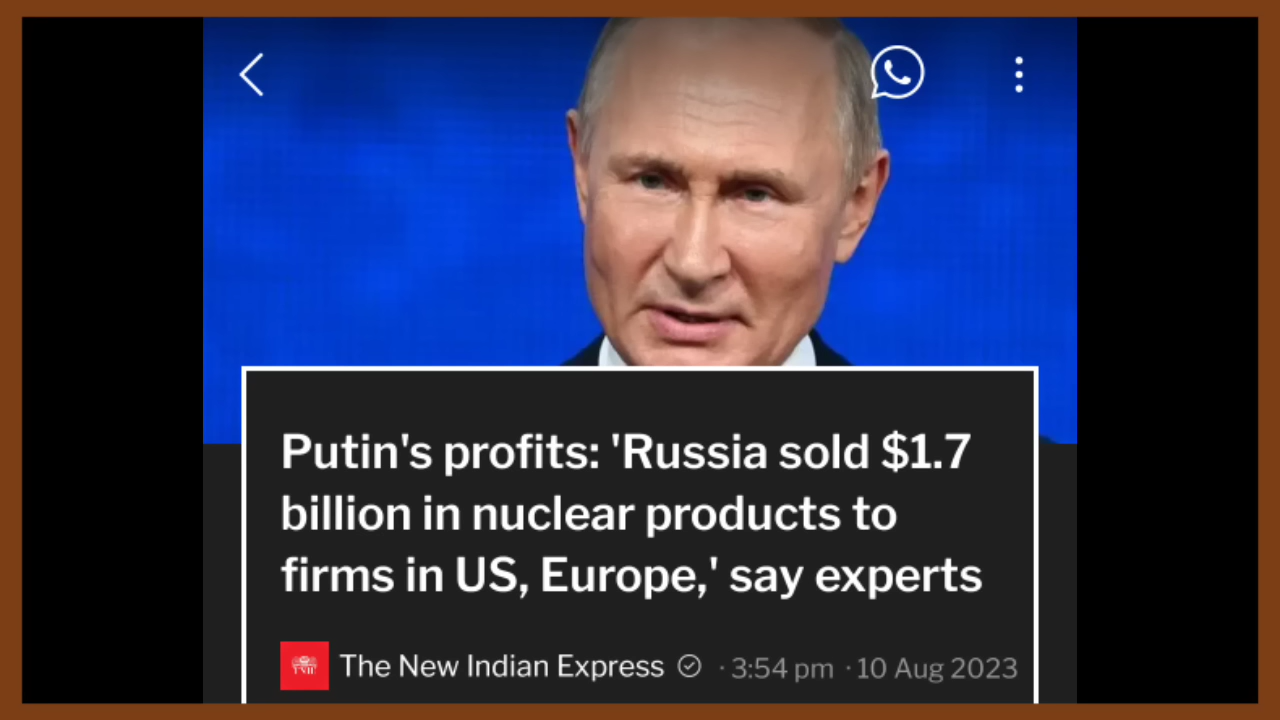 Putin's profits: 'Russia sold $1.7
billion in nuclear products to
firms in US, Europe,' say experts
The New Indian Express · 3:54 pm · 10 Aug 2023